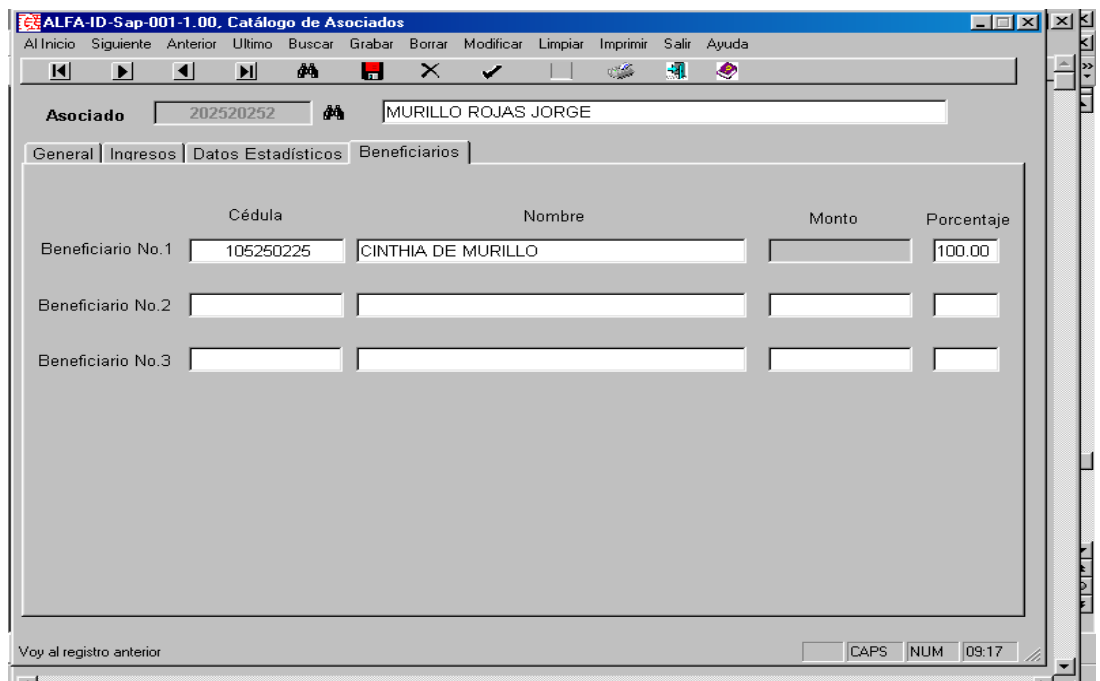 ALFA-ID-Sap-001-1.00, Catálogo de Asociados
Al Inicio Siguiente Anterior Ultimo Buscar Grabar Borrar Modificar Limpiar Imprimir Salir Ayuda
Asociado 202520252 MURILLO ROJAS JORGE
General Ingresos Datos Estadísticos Beneficiarios
Cédula Nombre Monto Porcentaje
Beneficiario No.1 105250225 CINTHIA DE MURILLO 100.00
Beneficiario No.2
Beneficiario No.3
Voy al registro anterior CAPS NUM 09:17